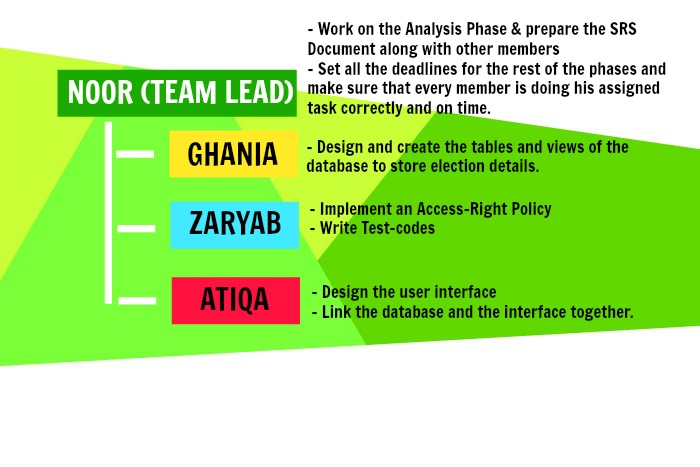 - Work on the Analysis Phase & prepare the SRS
Document along with other members
- Set all the deadlines for the rest of the phases and
make sure that every member is doing his assigned
task correctly and on time.
NOOR (TEAM LEAD)
GHANIA
- Design and create the tables and views of the
database to store election details.
ZARYAB
- Implement an Access-Right Policy
- Write Test-codes
ATIQA
- Design the user interface
- Link the database and the interface together.